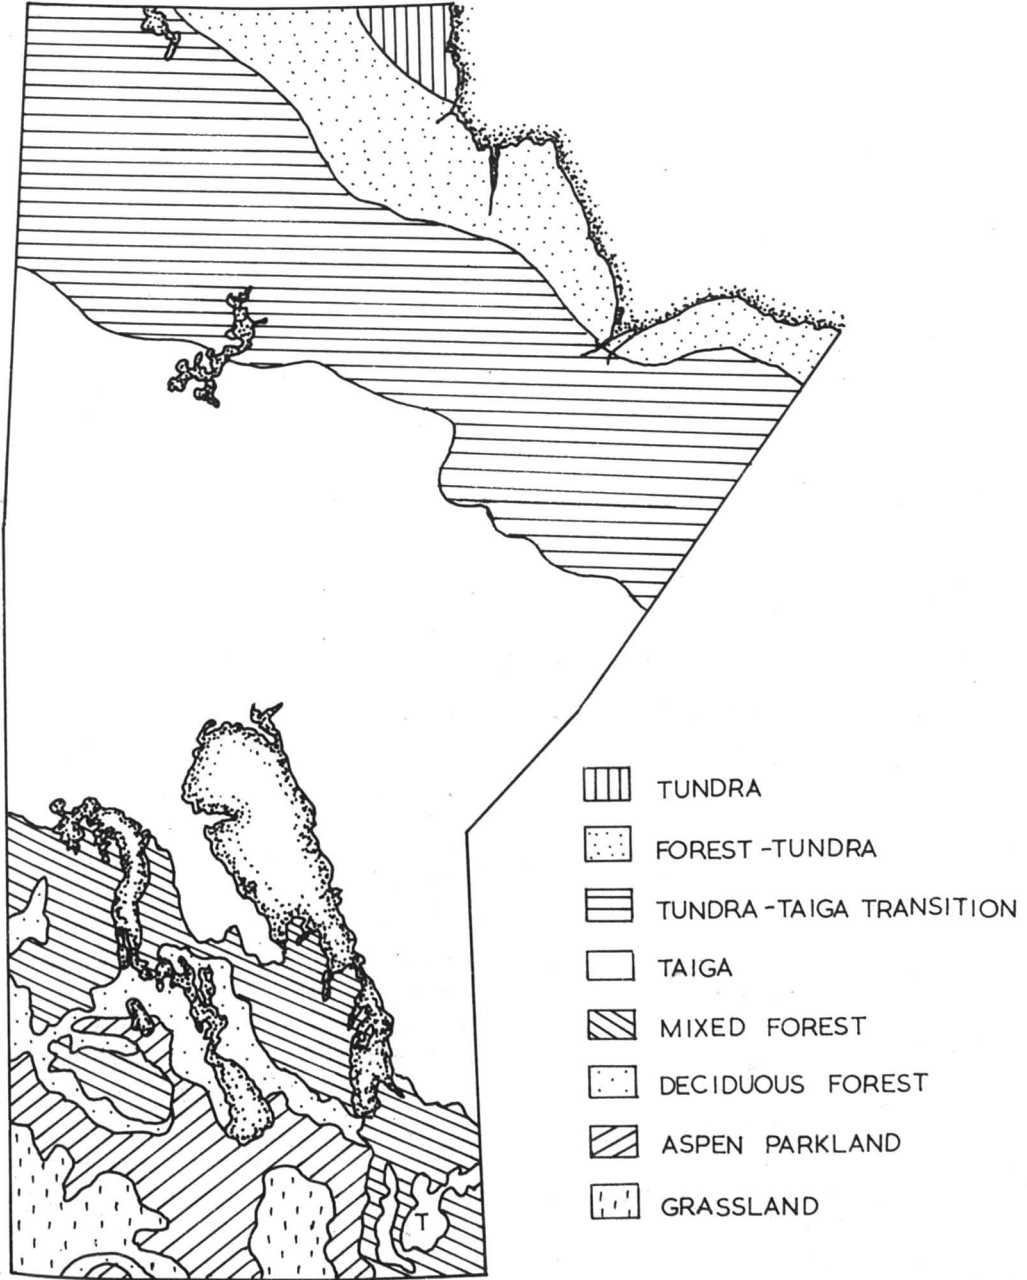 TUNDRA
FOREST-TUNDRA
TUNDRA-TAIGA TRANSITION
TAIGA
MIXED FOREST
DECIDUOUS FOREST
ASPEN PARKLAND
T
GRASSLAND